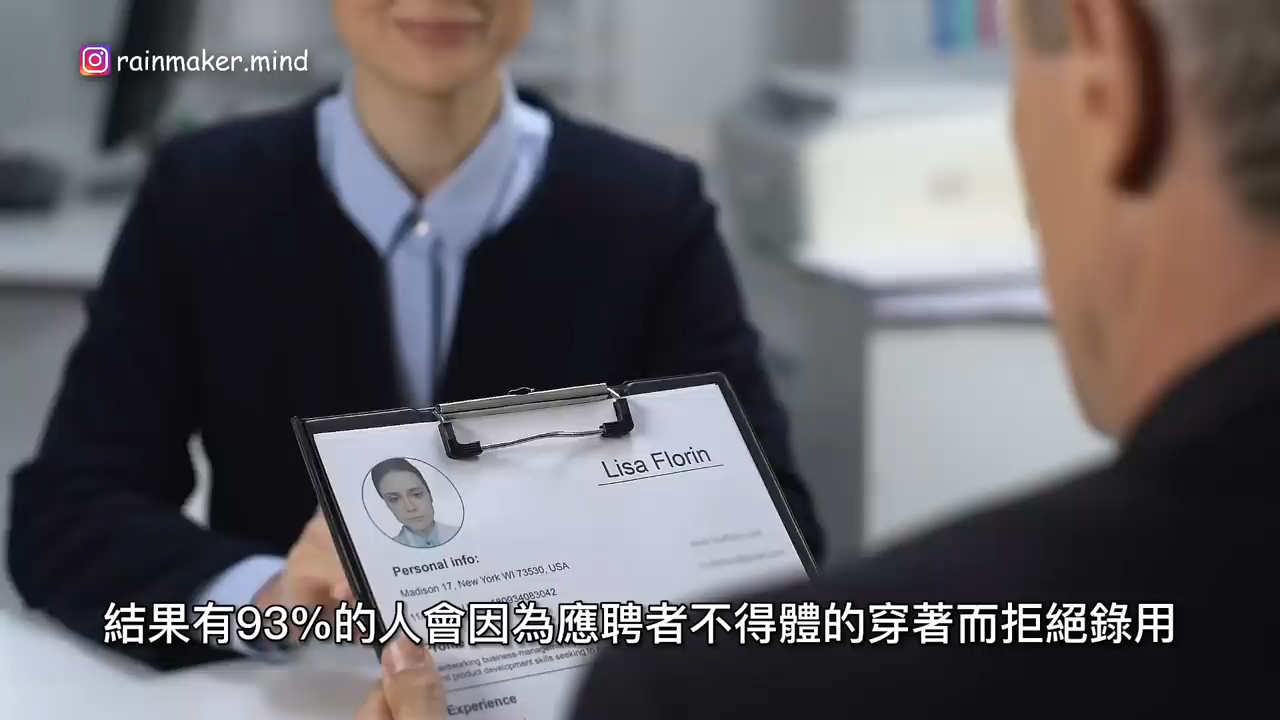 rainmaker.mind
Lisa Florin
Personal info:
Madison 17, New York WI 73530, USA
結果有93%的人會因為應聘者不得體的穿著而拒絕錄用
Experience